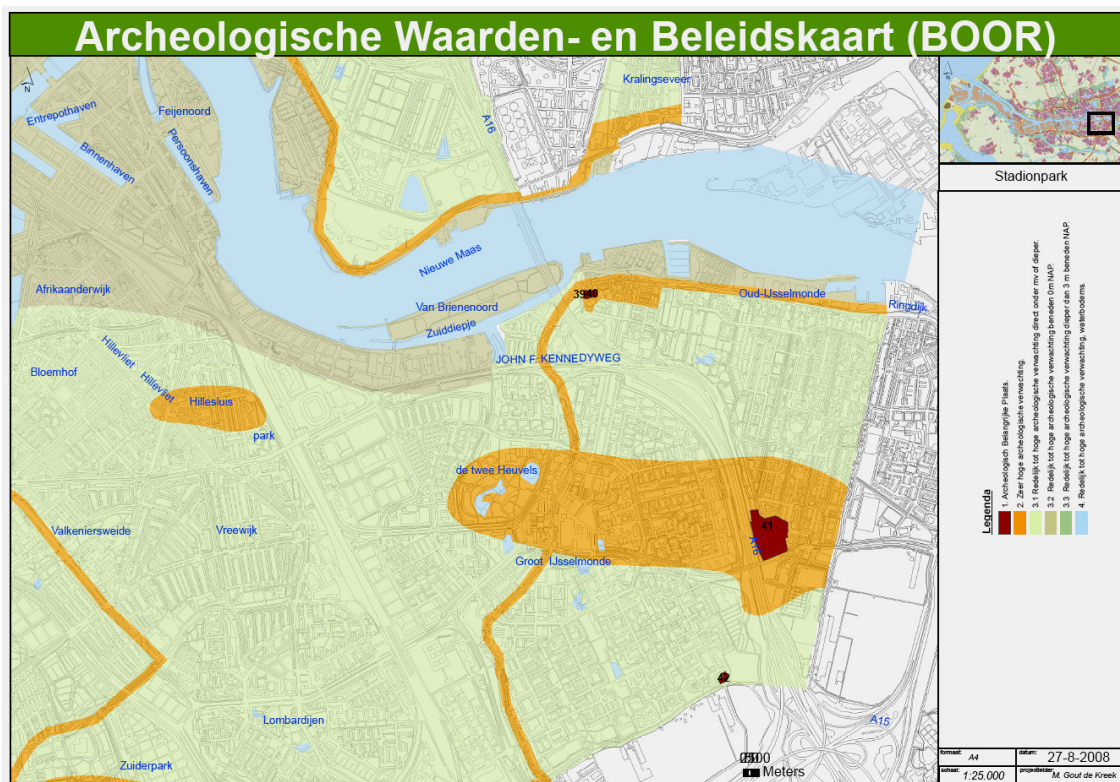 Archeologische Waarden- en Beleidskaart (BOOR)
N
Entrepothaven
Feijenoord
Binnenhaven
Persoonshaven
A16
Kralingseveer
Stadionpark
Nieuwe Maas
Afrikaanderwijk
Van Brienenoord
Zuiddiepje
39
40
Oud-IJsselmonde
Ringdijk
Hillevliet
Hillevliet
Bloemhof
Hillesluis
park
JOHN F. KENNEDYWEG
de twee Heuvels
Valkeniersweide
Vreewijk
41
A16
Groot IJsselmonde
42
Lombardijen
Zuiderpark
A15
Meters
Legenda
1. Archeologisch Belangrijke Plaats.
2. Zeer hoge archeologische verwachting.
3.1 Redelijk tot hoge archeologische verwachting direct onder mv of dieper.
3.2 Redelijk tot hoge archeologische verwachting beneden 0m NAP.
3.3 Redelijk tot hoge archeologische verwachting dieper dan 3 m beneden NAP.
4. Redelijk tot hoge archeologische verwachting, waterbodems.
formaat: A4
datum: 27-8-2008
schaal: 1:25.000
projectleider: M. Gout de Kreek